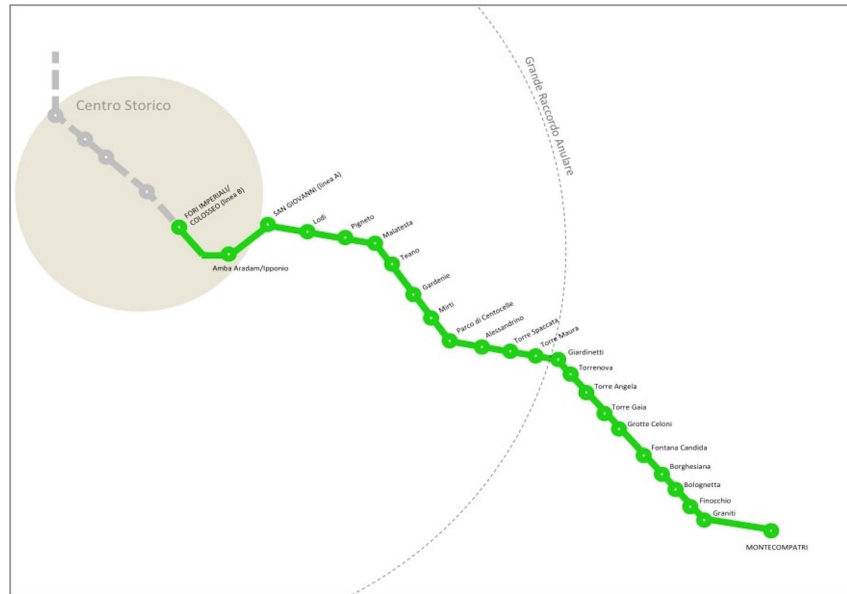 Centro Storico
Grande Raccordo Anulare
FORI IMPERIALI/
COLOSSEO (linea B)
Amba Aradam/Ipponio
SAN GIOVANNI (linea A)
Lodi
Pigneto
Malatesta
Teano
Gardenie
Mirti
Parco di Centocelle
Alessandrino
Torre Spaccata
Torre Maura
Giardinetti
Torrenova
Torre Angela
Torre Gaia
Grotte Celoni
Fontana Candida
Borghesiana
Bolognetta
Finocchio
Graniti
MONTECOMPATRI